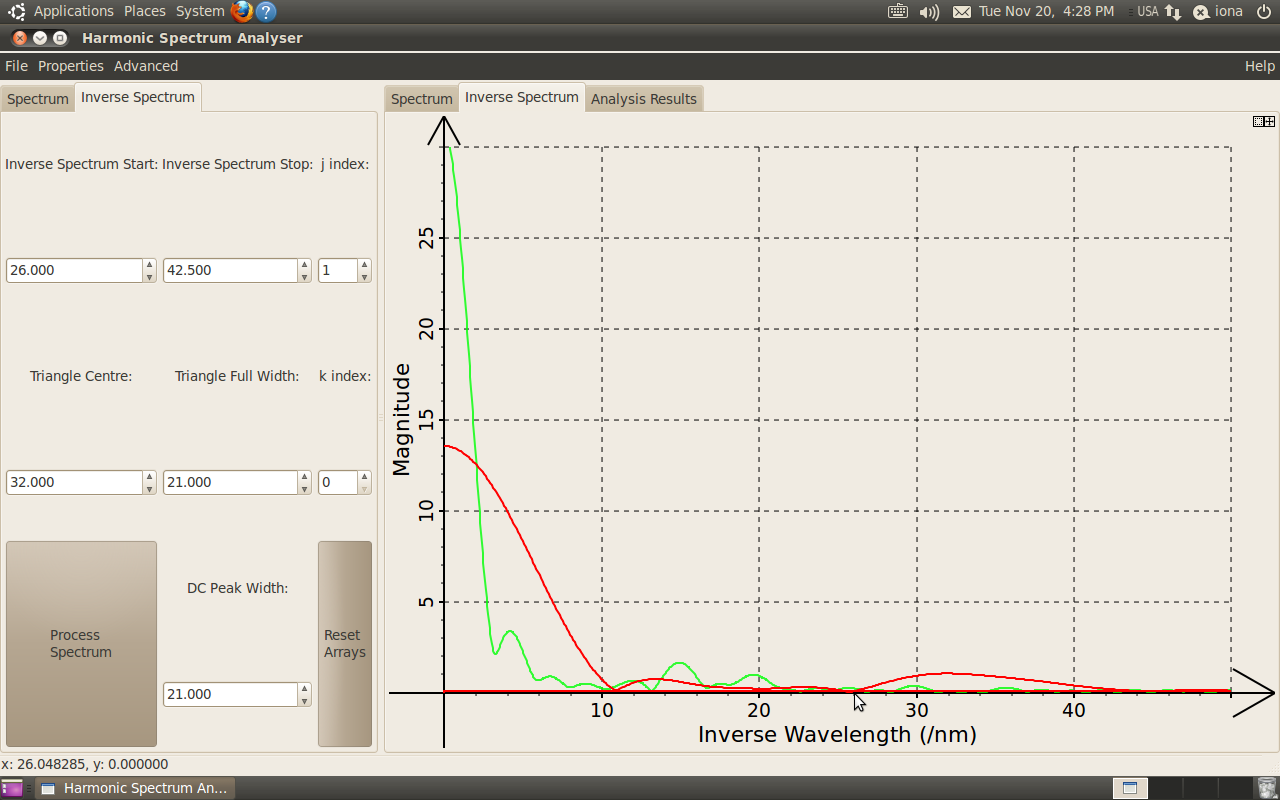 Applications Places System ? Tue Nov 20, 4:28 PM USA iona
Harmonic Spectrum Analyser
File Properties Advanced Help
Spectrum Inverse Spectrum
Spectrum Inverse Spectrum Analysis Results
Inverse Spectrum Start: Inverse Spectrum Stop: j index:
26.000 42.500 1
Triangle Centre: Triangle Full Width: k index:
32.000 21.000 0
Process
Spectrum
DC Peak Width:
21.000
Reset
Arrays
Magnitude
25
20
15
10
5
10 20 30 40
Inverse Wavelength (/nm)
x: 26.048285, y: 0.000000
Harmonic Spectrum An...